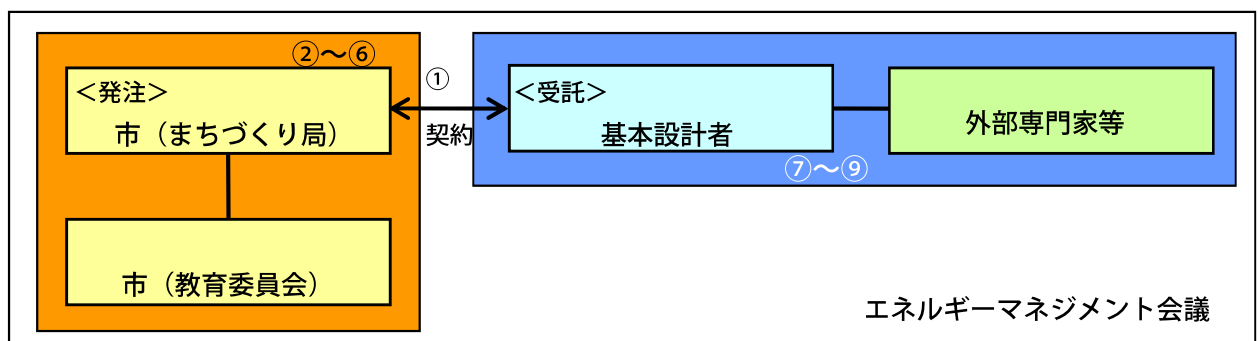 ②～⑥
＜発注＞
市（まちづくり局）
①
契約
＜受託＞
基本設計者
外部専門家等
⑦～⑨
市（教育委員会）
エネルギーマネジメント会議